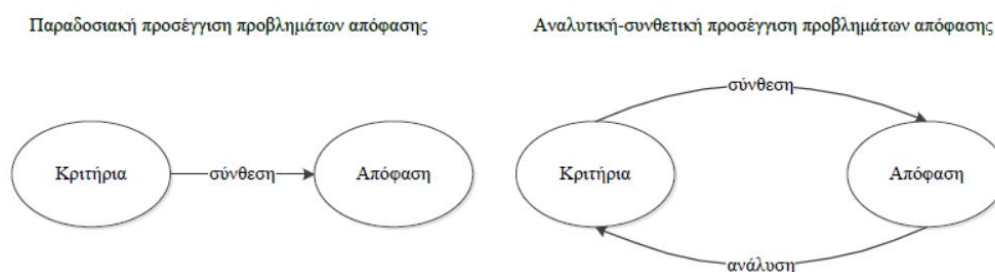 Παραδοσιακή προσέγγιση προβλημάτων απόφασης
Κριτήρια
σύνθεση
Απόφαση
Αναλυτική-συνθετική προσέγγιση προβλημάτων απόφασης
σύνθεση
Κριτήρια
Απόφαση
ανάλυση